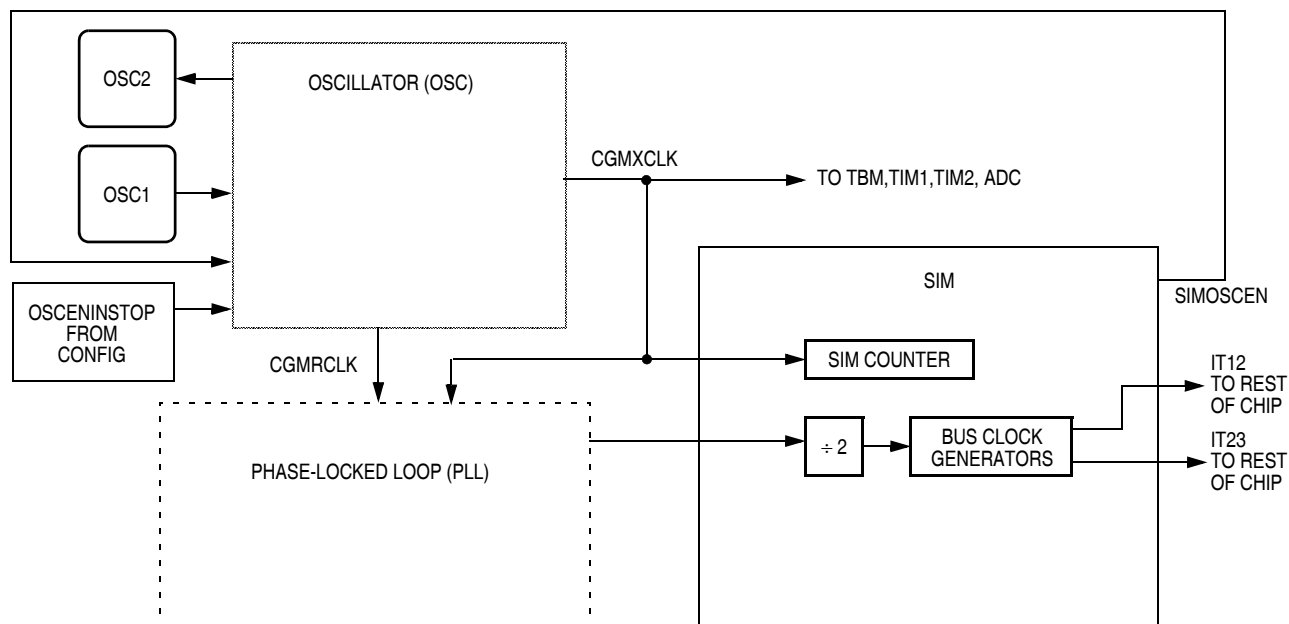 OSC2
OSCILLATOR (OSC)
CGMXCLK
TO TBM,TIM1,TIM2, ADC
OSC1
SIM
SIMOSCEN
OSCENINSTOP
FROM
CONFIG
CGMRCLK
SIM COUNTER
IT12
TO REST
OF CHIP
÷ 2
BUS CLOCK
GENERATORS
IT23
TO REST
OF CHIP
PHASE-LOCKED LOOP (PLL)